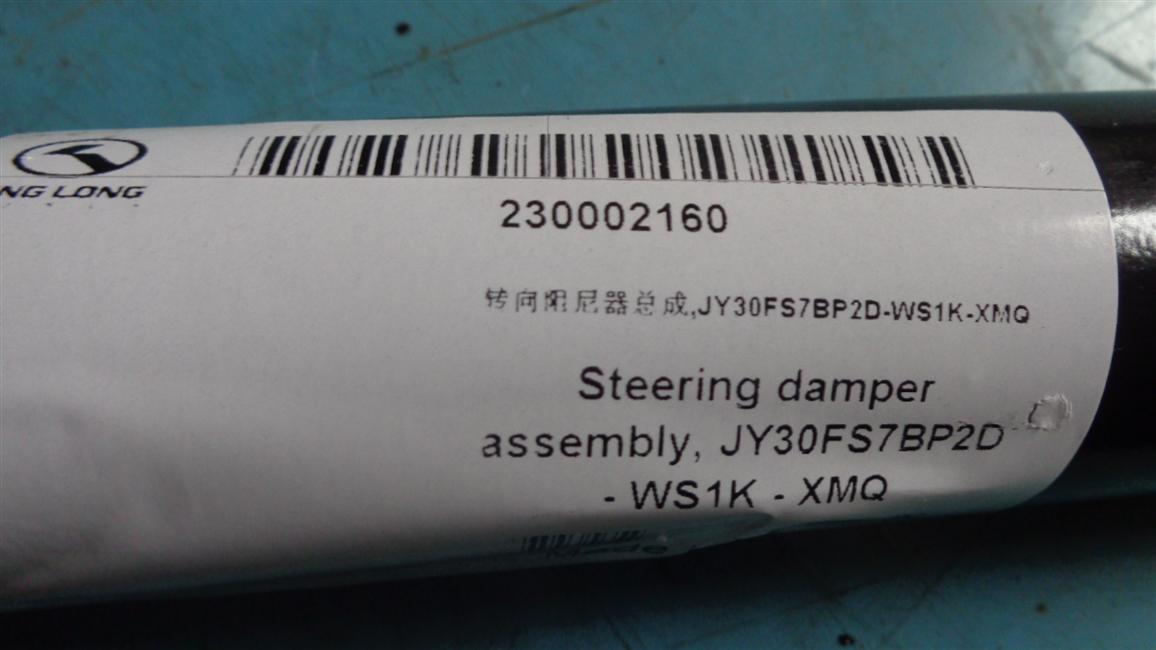 NG LONG
230002160
转向阻尼器总成,JY30FS7BP2D-WS1K-XMQ
Steering damper
assembly, JY30FS7BP2D
- WS1K - XMQ